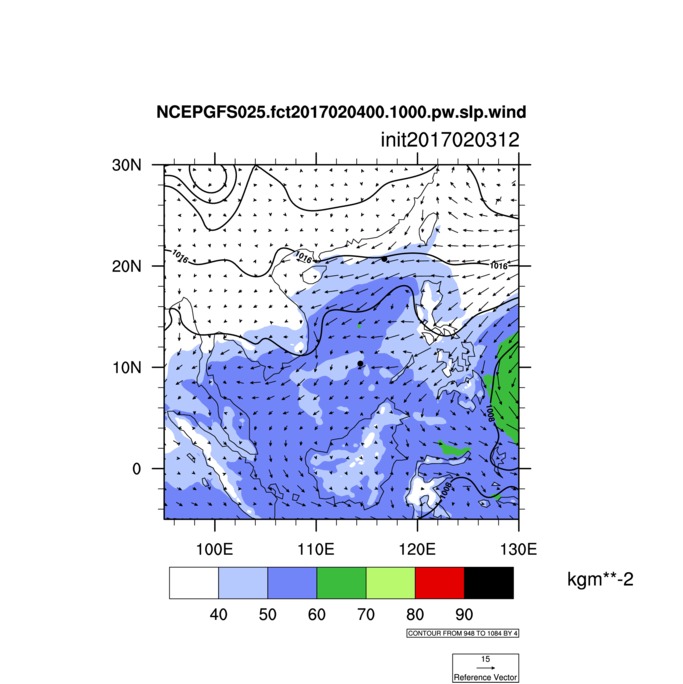 NCEPGFS025.fct2017020400.1000.pw.slp.wind
init2017020312
30N
1016
1016
20N
1016
10N
1008
0
1008
100E 110E 120E 130E
kgm**-2
40 50 60 70 80 90
CONTOUR FROM 948 TO 1084 BY 4
15
Reference Vector